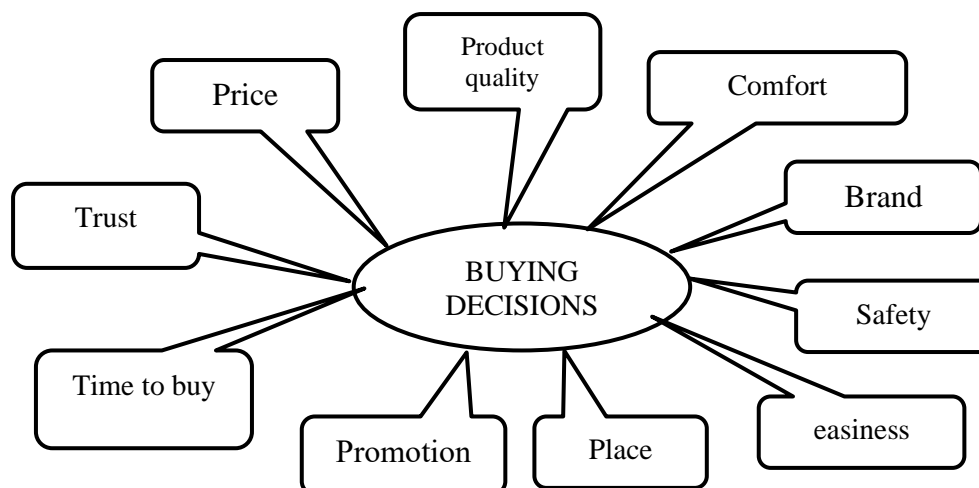 Product
quality
Price
Comfort
Trust
Brand
BUYING
DECISIONS
Safety
Time to buy
easiness
Promotion
Place